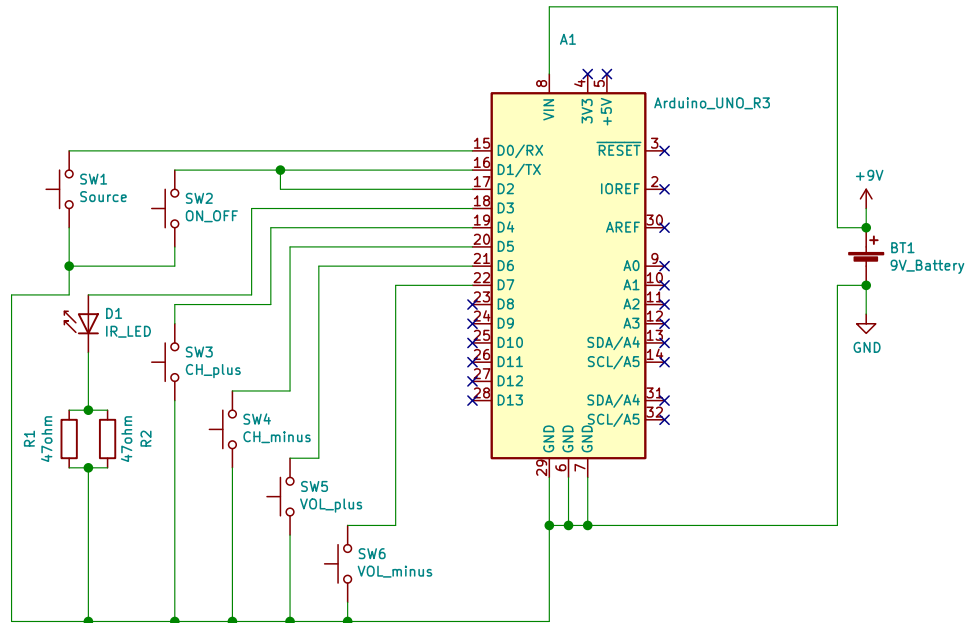 A1
Arduino_UNO_R3
8
VIN
4
3V3
5
+5V
15
D0/RX
16
D1/TX
17
D2
18
D3
19
D4
20
D5
21
D6
22
D7
23
D8
24
D9
25
D10
26
D11
27
D12
28
D13
RESET
3
IOREF
2
AREF
30
A0
9
A1
10
A2
11
A3
12
SDA/A4
13
SCL/A5
14
SDA/A4
31
SCL/A5
32
GND
29
GND
6
GND
7
SW1
Source
SW2
ON_OFF
D1
IR_LED
SW3
CH_plus
R1
47ohm
47ohm
R2
SW4
CH_minus
SW5
VOL_plus
SW6
VOL_minus
+9V
+
BT1
9V_Battery
GND